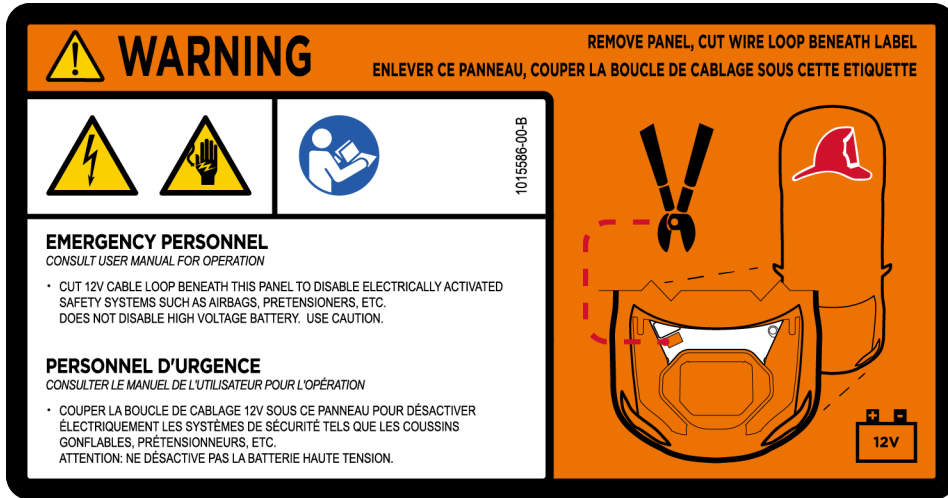 WARNING
REMOVE PANEL, CUT WIRE LOOP BENEATH LABEL
ENLEVER CE PANNEAU, COUPER LA BOUCLE DE CABLAGE SOUS CETTE ETIQUETTE
1015586-00-B
EMERGENCY PERSONNEL
CONSULT USER MANUAL FOR OPERATION
• CUT 12V CABLE LOOP BENEATH THIS PANEL TO DISABLE ELECTRICALLY ACTIVATED
SAFETY SYSTEMS SUCH AS AIRBAGS, PRETENSIONERS, ETC.
DOES NOT DISABLE HIGH VOLTAGE BATTERY. USE CAUTION.
PERSONNEL D'URGENCE
CONSULTER LE MANUEL DE L'UTILISATEUR POUR L'OPÉRATION
• COUPER LA BOUCLE DE CABLAGE 12V SOUS CE PANNEAU POUR DÉSACTIVER
ÉLECTRIQUEMENT LES SYSTÈMES DE SÉCURITÉ TELS QUE LES COUSSINS
GONFLABLES, PRÉTENSIONNEURS, ETC.
ATTENTION: NE DÉSACTIVE PAS LA BATTERIE HAUTE TENSION.
12V